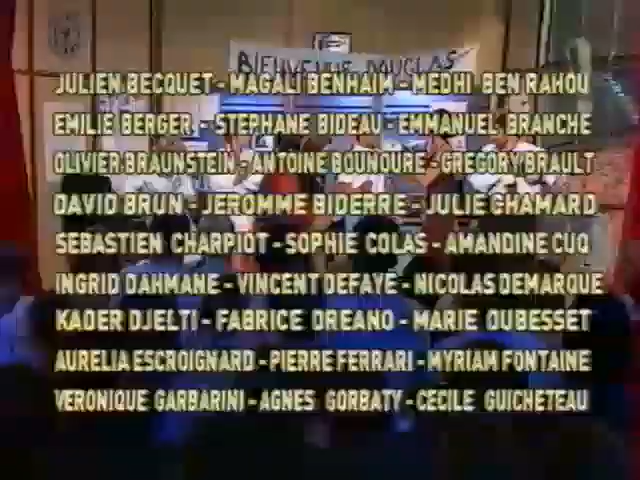 BIENVENUE DOUGLAS
JULIEN BECQUET - MAGALI BENHAIM - MEDHI BEN RAHOU
EMILIE BERGER - STEPHANE BIDEAU - EMMANUEL BRANCHE
OLIVIER BRAUNSTEIN - ANTOINE BOUNOURE - GREGORY BRAULT
DAVID BRUN - JEROMME BIDERRE - JULIE CHAMARD
SEBASTIEN CHARPIOT - SOPHIE COLAS - AMANDINE CUQ
INGRID DAHMANE - VINCENT DEFAYE - NICOLAS DEMARQUE
KADER DJELTI - FABRICE DREANO - MARIE DUBESSET
AURELIA ESCROIGNARD - PIERRE FERRARI - MYRIAM FONTAINE
VERONIQUE GARBARINI - AGNES GORBATY - CECILE GUICHETEAU